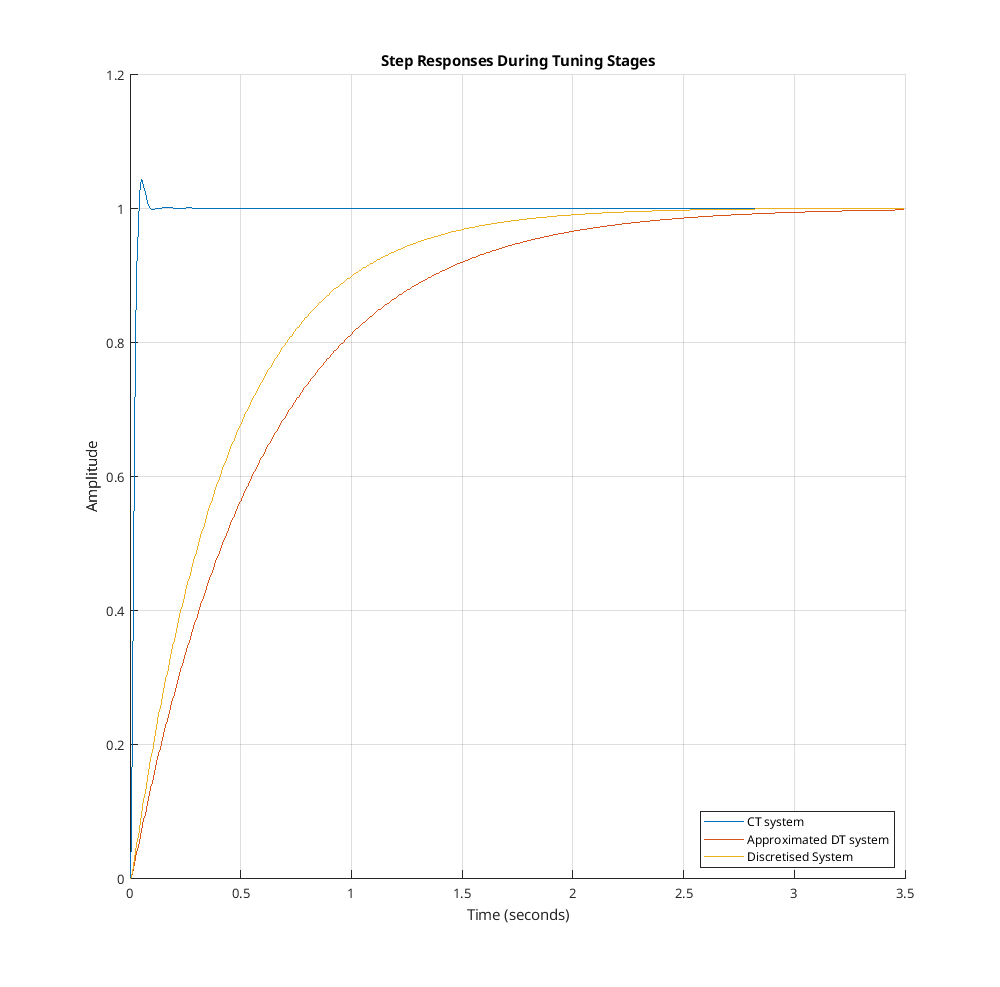 Step Responses During Tuning Stages
1.2
1
0.8
0.6
0.4
0.2
0
Amplitude
0 0.5 1 1.5 2 2.5 3 3.5
Time (seconds)
CT system
Approximated DT system
Discretised System